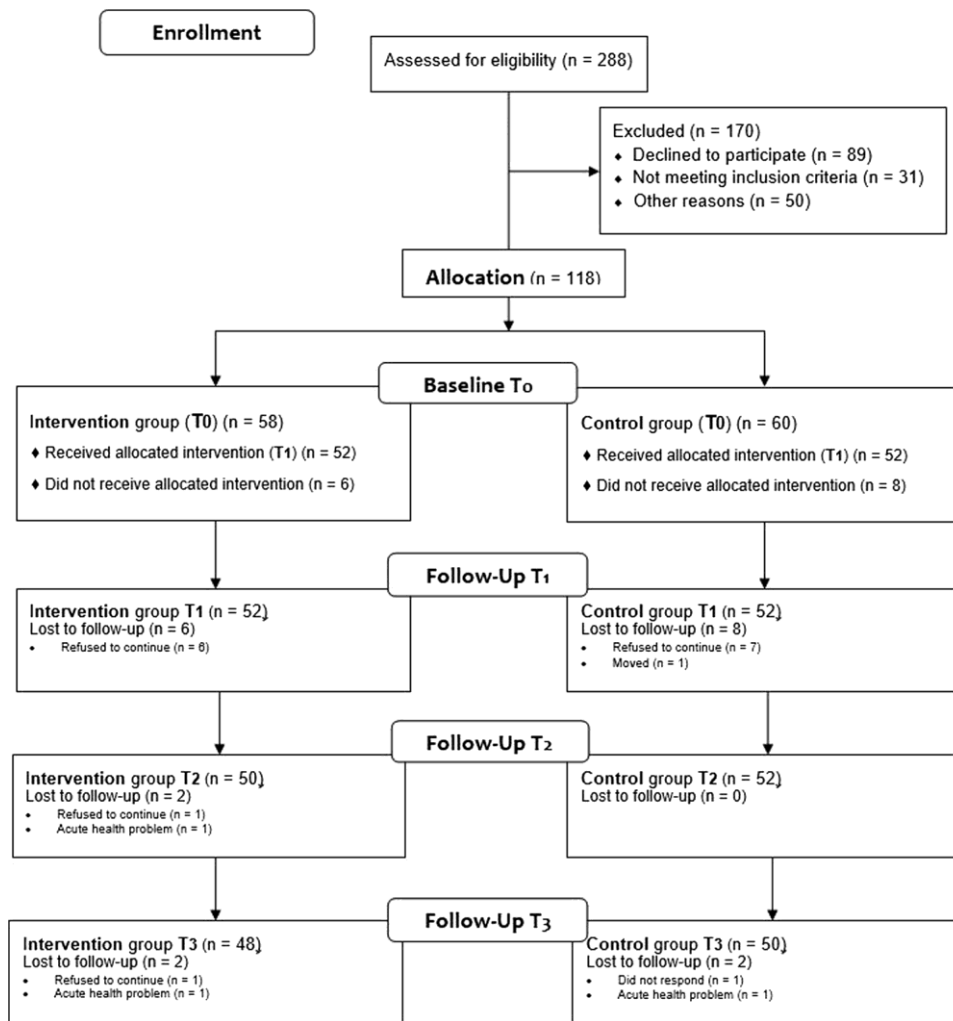 Enrollment
Assessed for eligibility (n = 288)
Excluded (n = 170)
♦ Declined to participate (n = 89)
♦ Not meeting inclusion criteria (n = 31)
♦ Other reasons (n = 50)
Allocation (n = 118)
Baseline T0
Intervention group (T0) (n = 58)
♦ Received allocated intervention (T1) (n = 52)
♦ Did not receive allocated intervention (n = 6)
Control group (T0) (n = 60)
♦ Received allocated intervention (T1) (n = 52)
♦ Did not receive allocated intervention (n = 8)
Follow-Up T1
Intervention group T1 (n = 52)
Lost to follow-up (n = 6)
• Refused to continue (n = 6)
Control group T1 (n = 52)
Lost to follow-up (n = 8)
• Refused to continue (n = 7)
• Moved (n = 1)
Follow-Up T2
Intervention group T2 (n = 50)
Lost to follow-up (n = 2)
• Refused to continue (n = 1)
• Acute health problem (n = 1)
Control group T2 (n = 52)
Lost to follow-up (n = 0)
Follow-Up T3
Intervention group T3 (n = 48)
Lost to follow-up (n = 2)
• Refused to continue (n = 1)
• Acute health problem (n = 1)
Control group T3 (n = 50)
Lost to follow-up (n = 2)
• Did not respond (n = 1)
• Acute health problem (n = 1)